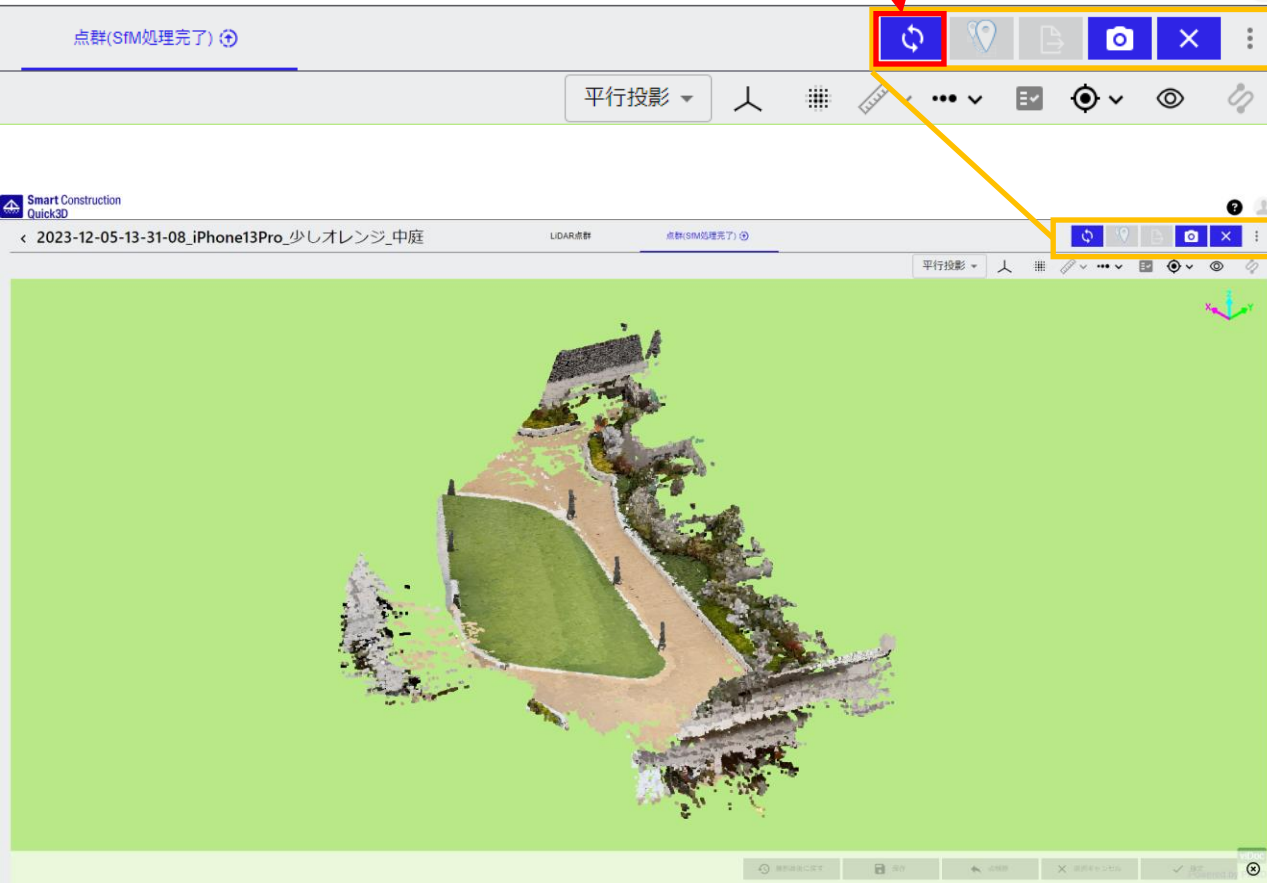 点群(SfM処理完了)
平行投影
Smart Construction
Quick3D
2023-12-05-13-31-08_iPhone13Pro_少しオレンジ_中庭
LiDAR点群
点群(SfM処理完了)
平行投影
Z
X
Y